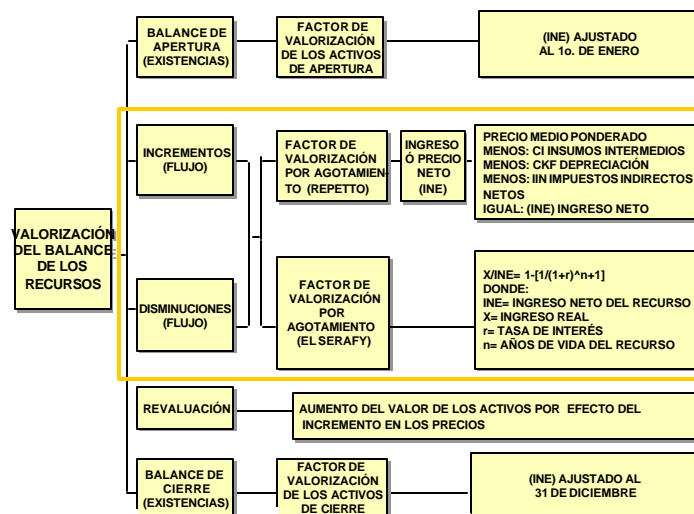 BALANCE DE
APERTURA
(EXISTENCIAS)
FACTOR DE
VALORIZACIÓN
DE LOS ACTIVOS
DE APERTURA
(INE) AJUSTADO
AL 1o. DE ENERO
INCREMENTOS
(FLUJO)
FACTOR DE
VALORIZACIÓN
POR AGOTAMIEN-
TO (REPETTO)
INGRESO
Ó PRECIO
NETO
(INE)
PRECIO MEDIO PONDERADO
MENOS: CI INSUMOS INTERMEDIOS
MENOS: CKF DEPRECIACIÓN
MENOS: IIN IMPUESTOS INDIRECTOS
NETOS
IGUAL: (INE) INGRESO NETO
VALORIZACIÓN
DEL BALANCE
DE LOS
RECURSOS
DISMINUCIONES
(FLUJO)
FACTOR DE
VALORIZACIÓN
POR
AGOTAMIENTO
(EL SERAFY)
X/INE= 1-[1/(1+r)^n+1]
DONDE:
INE= INGRESO NETO DEL RECURSO
X= INGRESO REAL
r= TASA DE INTERÉS
n= AÑOS DE VIDA DEL RECURSO
REVALUACIÓN
AUMENTO DEL VALOR DE LOS ACTIVOS POR EFECTO DEL
INCREMENTO EN LOS PRECIOS
BALANCE DE
CIERRE
(EXISTENCIAS)
FACTOR DE
VALORIZACIÓN
DE LOS ACTIVOS
DE CIERRE
(INE) AJUSTADO AL
31 DE DICIEMBRE